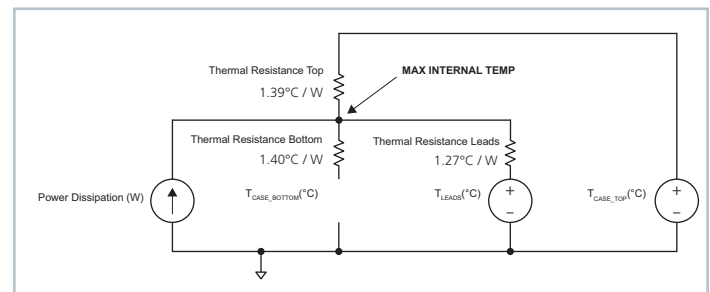 Thermal Resistance Top
1.39°C / W
MAX INTERNAL TEMP
Thermal Resistance Bottom
1.40°C / W
Thermal Resistance Leads
1.27°C / W
Power Dissipation (W)
T_CASE_BOTTOM(°C)
T_LEADS(°C)
+
–
T_CASE_TOP(°C)
+
–